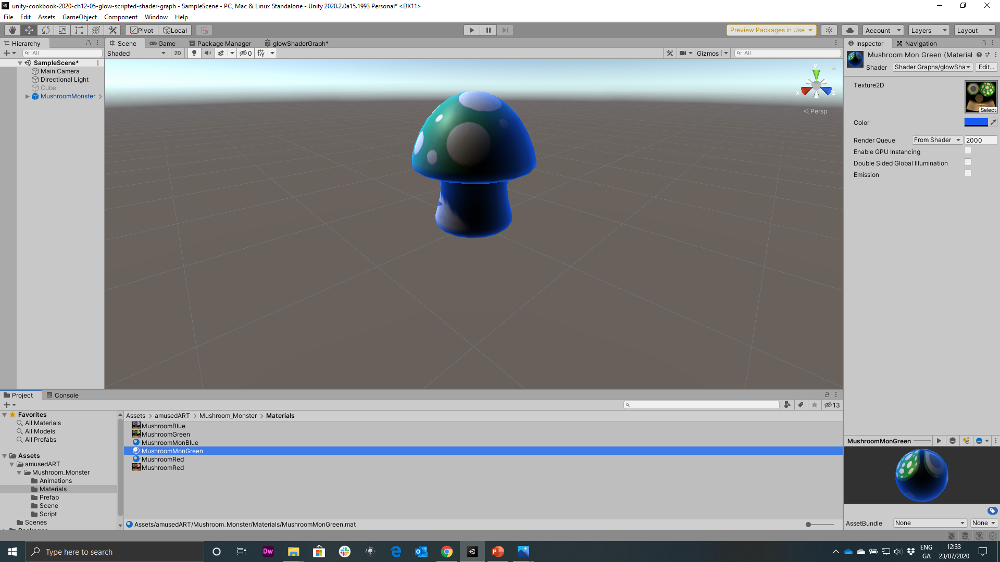 unity-cookbook-2020-ch12-05-glow-scripted-shader-graph - SampleScene - PC, Mac & Linux Standalone - Unity 2020.2.0a15.1993 Personal* <DX11>
File Edit Assets GameObject Component Window Help
Pivot Local Preview Packages in Use Account Layers Layout
Hierarchy Scene Game Package Manager glowShaderGraph* Inspector Navigation
All Shaded 2D 0 Gizmos All
Mushroom Mon Green (Material
Shader Shader Graphs/glowSha Edit...
SampleScene*
Main Camera
Directional Light
Cube
MushroomMonster
y
x z
Persp
Texture2D
Select
Color
Render Queue From Shader 2000
Enable GPU Instancing
Double Sided Global Illumination
Emission
Project Console
13
Favorites
All Materials
All Models
All Prefabs
Assets
amusedART
Mushroom_Monster
Animations
Materials
Prefab
Scene
Script
Scenes
Assets > amusedART > Mushroom_Monster > Materials
MushroomBlue
MushroomGreen
MushroomMonBlue
MushroomMonGreen
MushroomRed
MushroomRed
Assets/amusedART/Mushroom_Monster/Materials/MushroomMonGreen.mat
MushroomMonGreen
AssetBundle None None
Type here to search
Dw
P
ENG
GA
12:33
23/07/2020